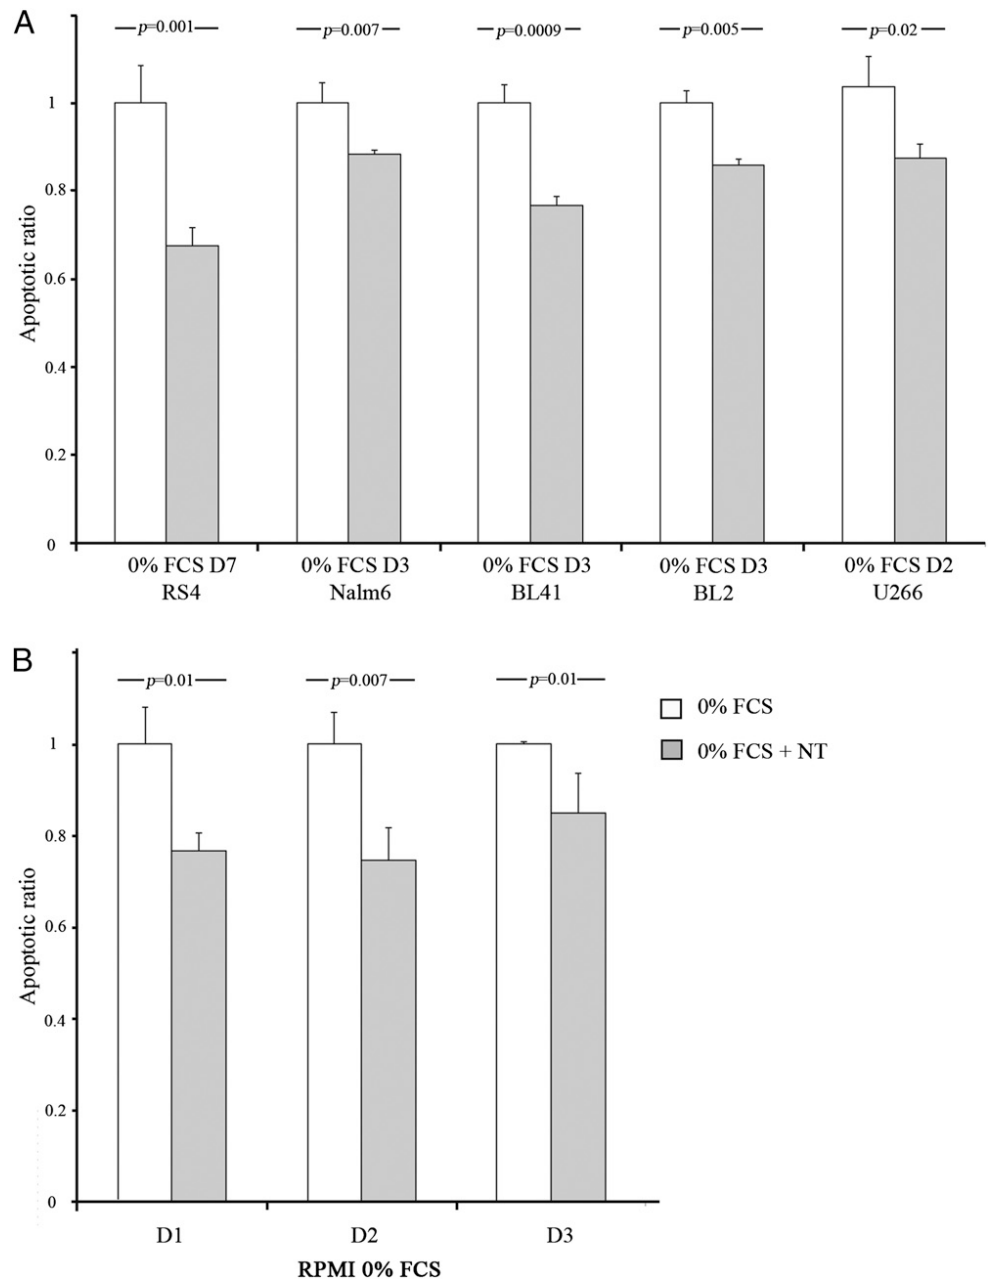 A
p=0.001 p=0.007 p=0.0009 p=0.005 p=0.02
1
0.8
0.6
0.4
0.2
0
Apoptotic ratio
0% FCS D7 0% FCS D3 0% FCS D3 0% FCS D3 0% FCS D2
RS4 Nalm6 BL41 BL2 U266
B
p=0.01 p=0.007 p=0.01
0% FCS
0% FCS + NT
1
0.8
0.6
0.4
0.2
0
Apoptotic ratio
D1 D2 D3
RPMI 0% FCS